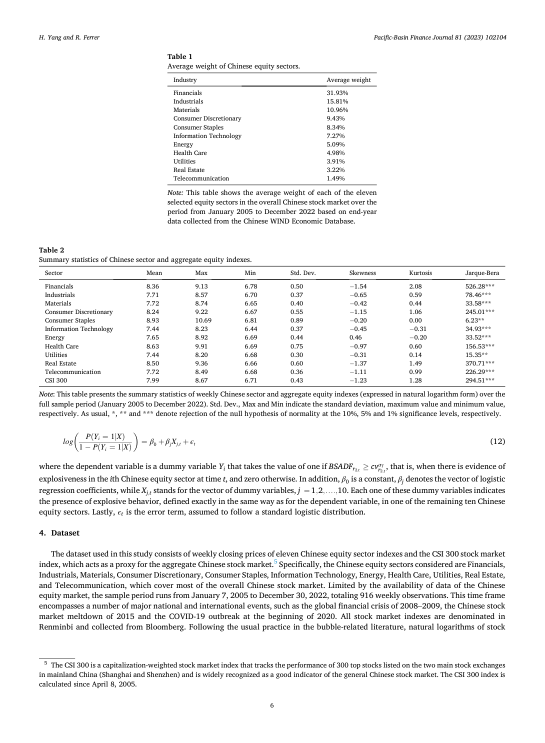 H. Yang and R. Ferrer
Pacific-Basin Finance Journal 81 (2023) 102104
Table 1
Average weight of Chinese equity sectors.
Industry Average weight
Financials 31.93%
Industrials 15.81%
Materials 10.96%
Consumer Discretionary 9.43%
Consumer Staples 8.34%
Information Technology 7.27%
Energy 5.09%
Health Care 4.98%
Utilities 3.91%
Real Estate 3.22%
Telecommunication 1.49%
Note: This table shows the average weight of each of the eleven
selected equity sectors in the overall Chinese stock market over the
period from January 2005 to December 2022 based on end-year
data collected from the Chinese WIND Economic Database.
Table 2
Summary statistics of Chinese sector and aggregate equity indexes.
Sector Mean Max Min Std. Dev. Skewness Kurtosis Jarque-Bera
Financials 8.36 9.13 6.78 0.50 −1.54 2.08 526.28***
Industrials 7.71 8.57 6.70 0.37 −0.65 0.59 78.46***
Materials 7.72 8.74 6.65 0.40 −0.42 0.44 33.58***
Consumer Discretionary 8.24 9.22 6.67 0.55 −1.15 1.06 245.01***
Consumer Staples 8.93 10.69 6.81 0.89 −0.20 0.00 6.23**
Information Technology 7.44 8.23 6.44 0.37 −0.45 −0.31 34.93***
Energy 7.65 8.92 6.69 0.44 0.46 −0.20 33.52***
Health Care 8.63 9.91 6.69 0.75 −0.97 0.60 156.53***
Utilities 7.44 8.20 6.68 0.30 −0.31 0.14 15.35**
Real Estate 8.50 9.36 6.68 0.60 −1.37 1.49 370.71***
Telecommunication 7.72 8.49 6.66 0.38 −1.11 0.99 226.29***
CSI 300 7.99 8.67 6.71 0.43 −1.23 1.28 294.51***
Note: This table presents the summary statistics of weekly Chinese sector and aggregate equity indexes (expressed in natural logarithm form) over the
full sample period (January 2005 to December 2022). Std. Dev., Max and Min indicate the standard deviation, maximum value and minimum value,
respectively. As usual, *, ** and *** denote rejection of the null hypothesis of normality at the 10%, 5% and 1% significance levels, respectively.
log(P(Yᵢ = 1|X) / 1 − P(Yᵢ = 1|X)) = β₀ + βⱼXⱼ,ₜ + εₜ (12)
where the dependent variable is a dummy variable Yᵢ that takes the value of one if BSADF_{r₂,ₜ} ≥ cv^{αT}_{r₂,ₜ}, that is, when there is evidence of
explosiveness in the ith Chinese equity sector at time t, and zero otherwise. In addition, β₀ is a constant, βⱼ denotes the vector of logistic
regression coefficients, while Xⱼ,ₜ stands for the vector of dummy variables, j = 1,2,....,10. Each one of these dummy variables indicates
the presence of explosive behavior, defined exactly in the same way as for the dependent variable, in one of the remaining ten Chinese
equity sectors. Lastly, εₜ is the error term, assumed to follow a standard logistic distribution.
4. Dataset
The dataset used in this study consists of weekly closing prices of eleven Chinese equity sector indexes and the CSI 300 stock market
index, which acts as a proxy for the aggregate Chinese stock market.⁵ Specifically, the Chinese equity sectors considered are Financials,
Industrials, Materials, Consumer Discretionary, Consumer Staples, Information Technology, Energy, Health Care, Utilities, Real Estate,
and Telecommunication, which cover most of the overall Chinese stock market. Limited by the availability of data of the Chinese
equity market, the sample period runs from January 7, 2005 to December 30, 2022, totaling 916 weekly observations. This time frame
encompasses a number of major national and international events, such as the global financial crisis of 2008–2009, the Chinese stock
market meltdown of 2015 and the COVID-19 outbreak at the beginning of 2020. All stock market indexes are denominated in
Renminbi and collected from Bloomberg. Following the usual practice in the bubble-related literature, natural logarithms of stock
⁵ The CSI 300 is a capitalization-weighted stock market index that tracks the performance of 300 top stocks listed on the two main stock exchanges
in mainland China (Shanghai and Shenzhen) and is widely recognized as a good indicator of the general Chinese stock market. The CSI 300 index is
calculated since April 8, 2005.
6